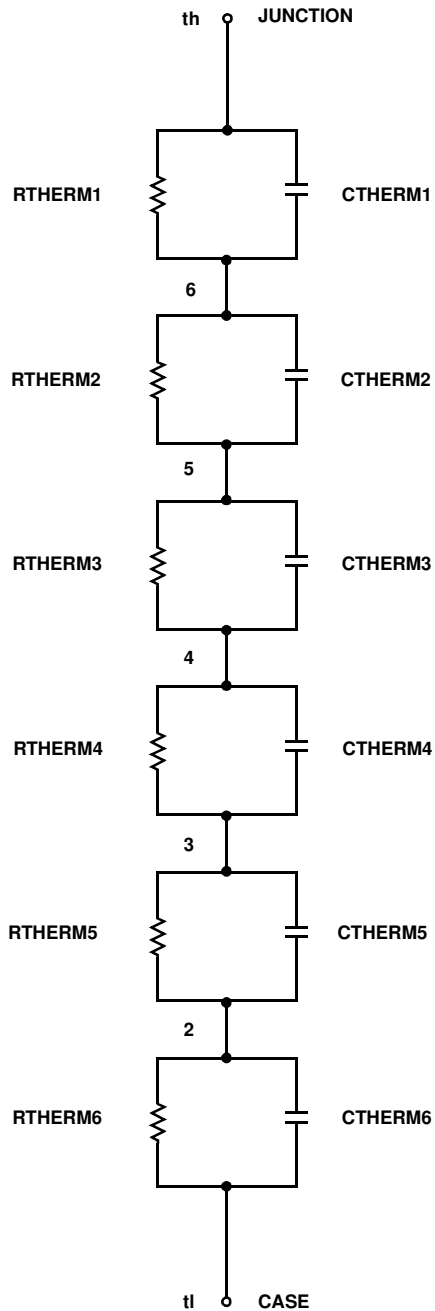 th JUNCTION
RTHERM1 CTHERM1
6
RTHERM2 CTHERM2
5
RTHERM3 CTHERM3
4
RTHERM4 CTHERM4
3
RTHERM5 CTHERM5
2
RTHERM6 CTHERM6
tl CASE